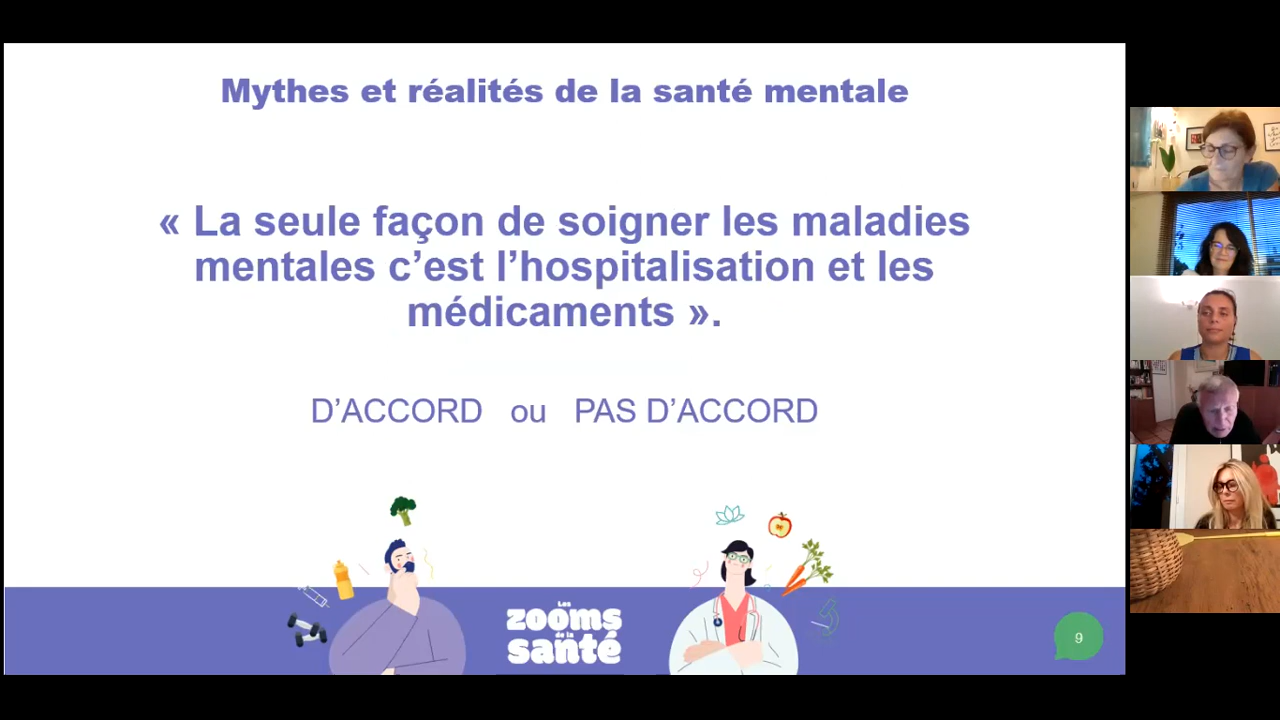 Mythes et réalités de la santé mentale
« La seule façon de soigner les maladies
mentales c’est l’hospitalisation et les
médicaments ».
D’ACCORD ou PAS D’ACCORD
Les
zooms
de la
santé
9